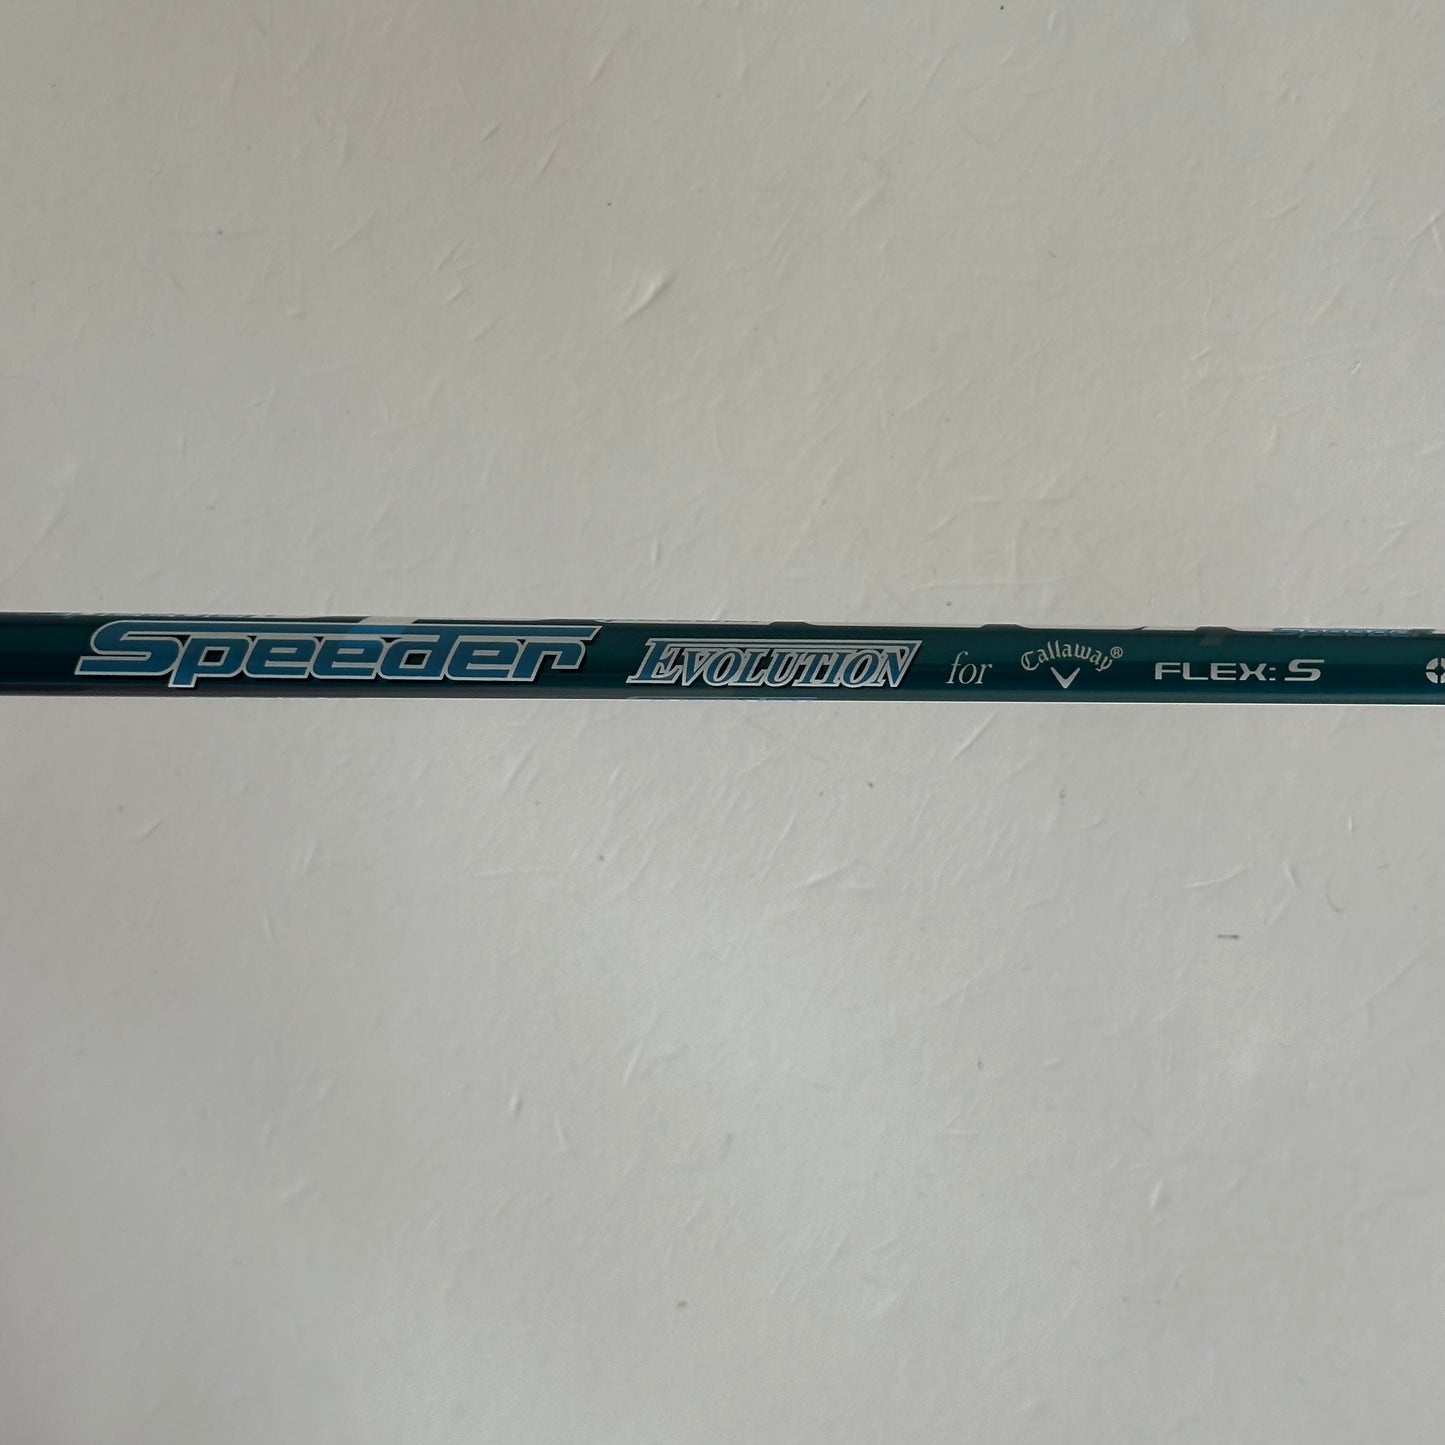 Speeder EVOLUTION for Callaway® FLEX: S